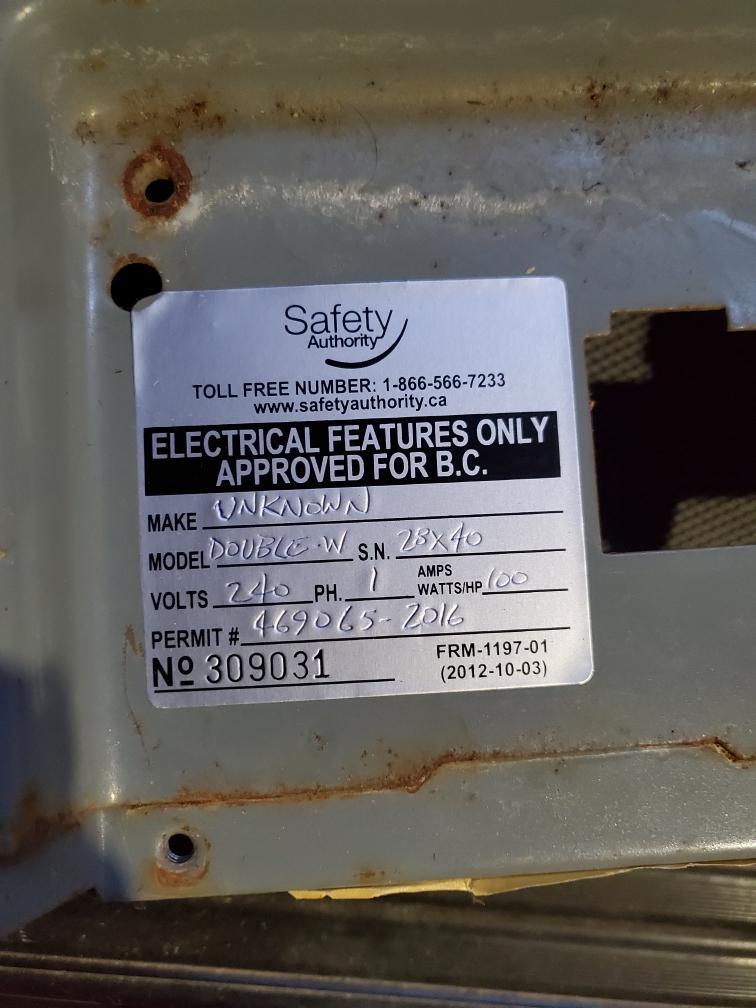 Safety
Authority
TOLL FREE NUMBER: 1-866-566-7233
www.safetyauthority.ca
ELECTRICAL FEATURES ONLY
APPROVED FOR B.C.
MAKE UNKNOWN
MODEL DOUBLE-W S.N. 28X40
VOLTS 240 PH. 1 AMPS WATTS/HP 100
PERMIT # 469065-2016
Nº 309031 FRM-1197-01
(2012-10-03)